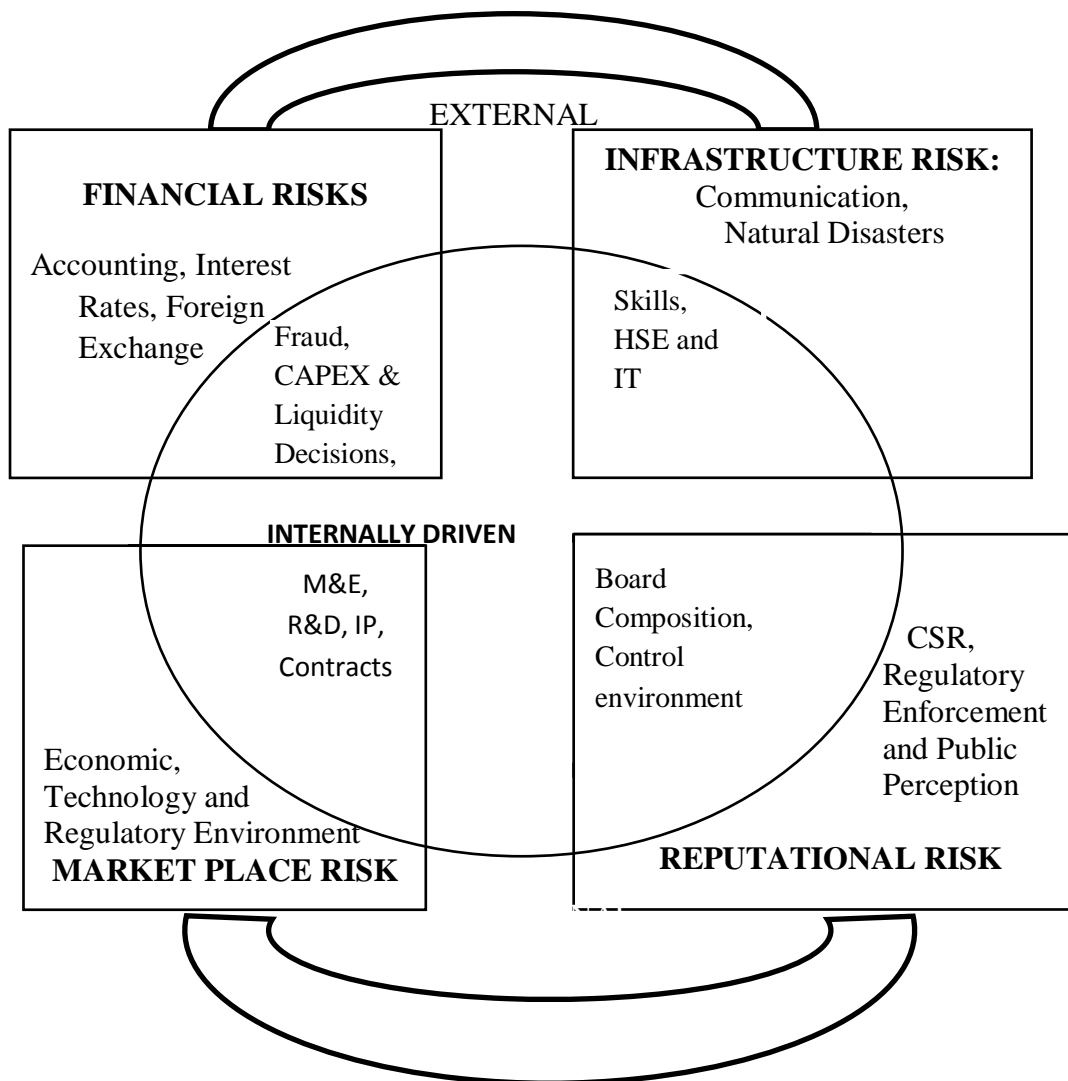 EXTERNAL
FINANCIAL RISKS
Accounting, Interest
Rates, Foreign
Exchange
Fraud,
CAPEX &
Liquidity
Decisions,
INFRASTRUCTURE RISK:
Communication,
Natural Disasters
Skills,
HSE and
IT
INTERNALLY DRIVEN
M&E,
R&D, IP,
Contracts
Economic,
Technology and
Regulatory Environment
MARKET PLACE RISK
Board
Composition,
Control
environment
CSR,
Regulatory
Enforcement
and Public
Perception
REPUTATIONAL RISK